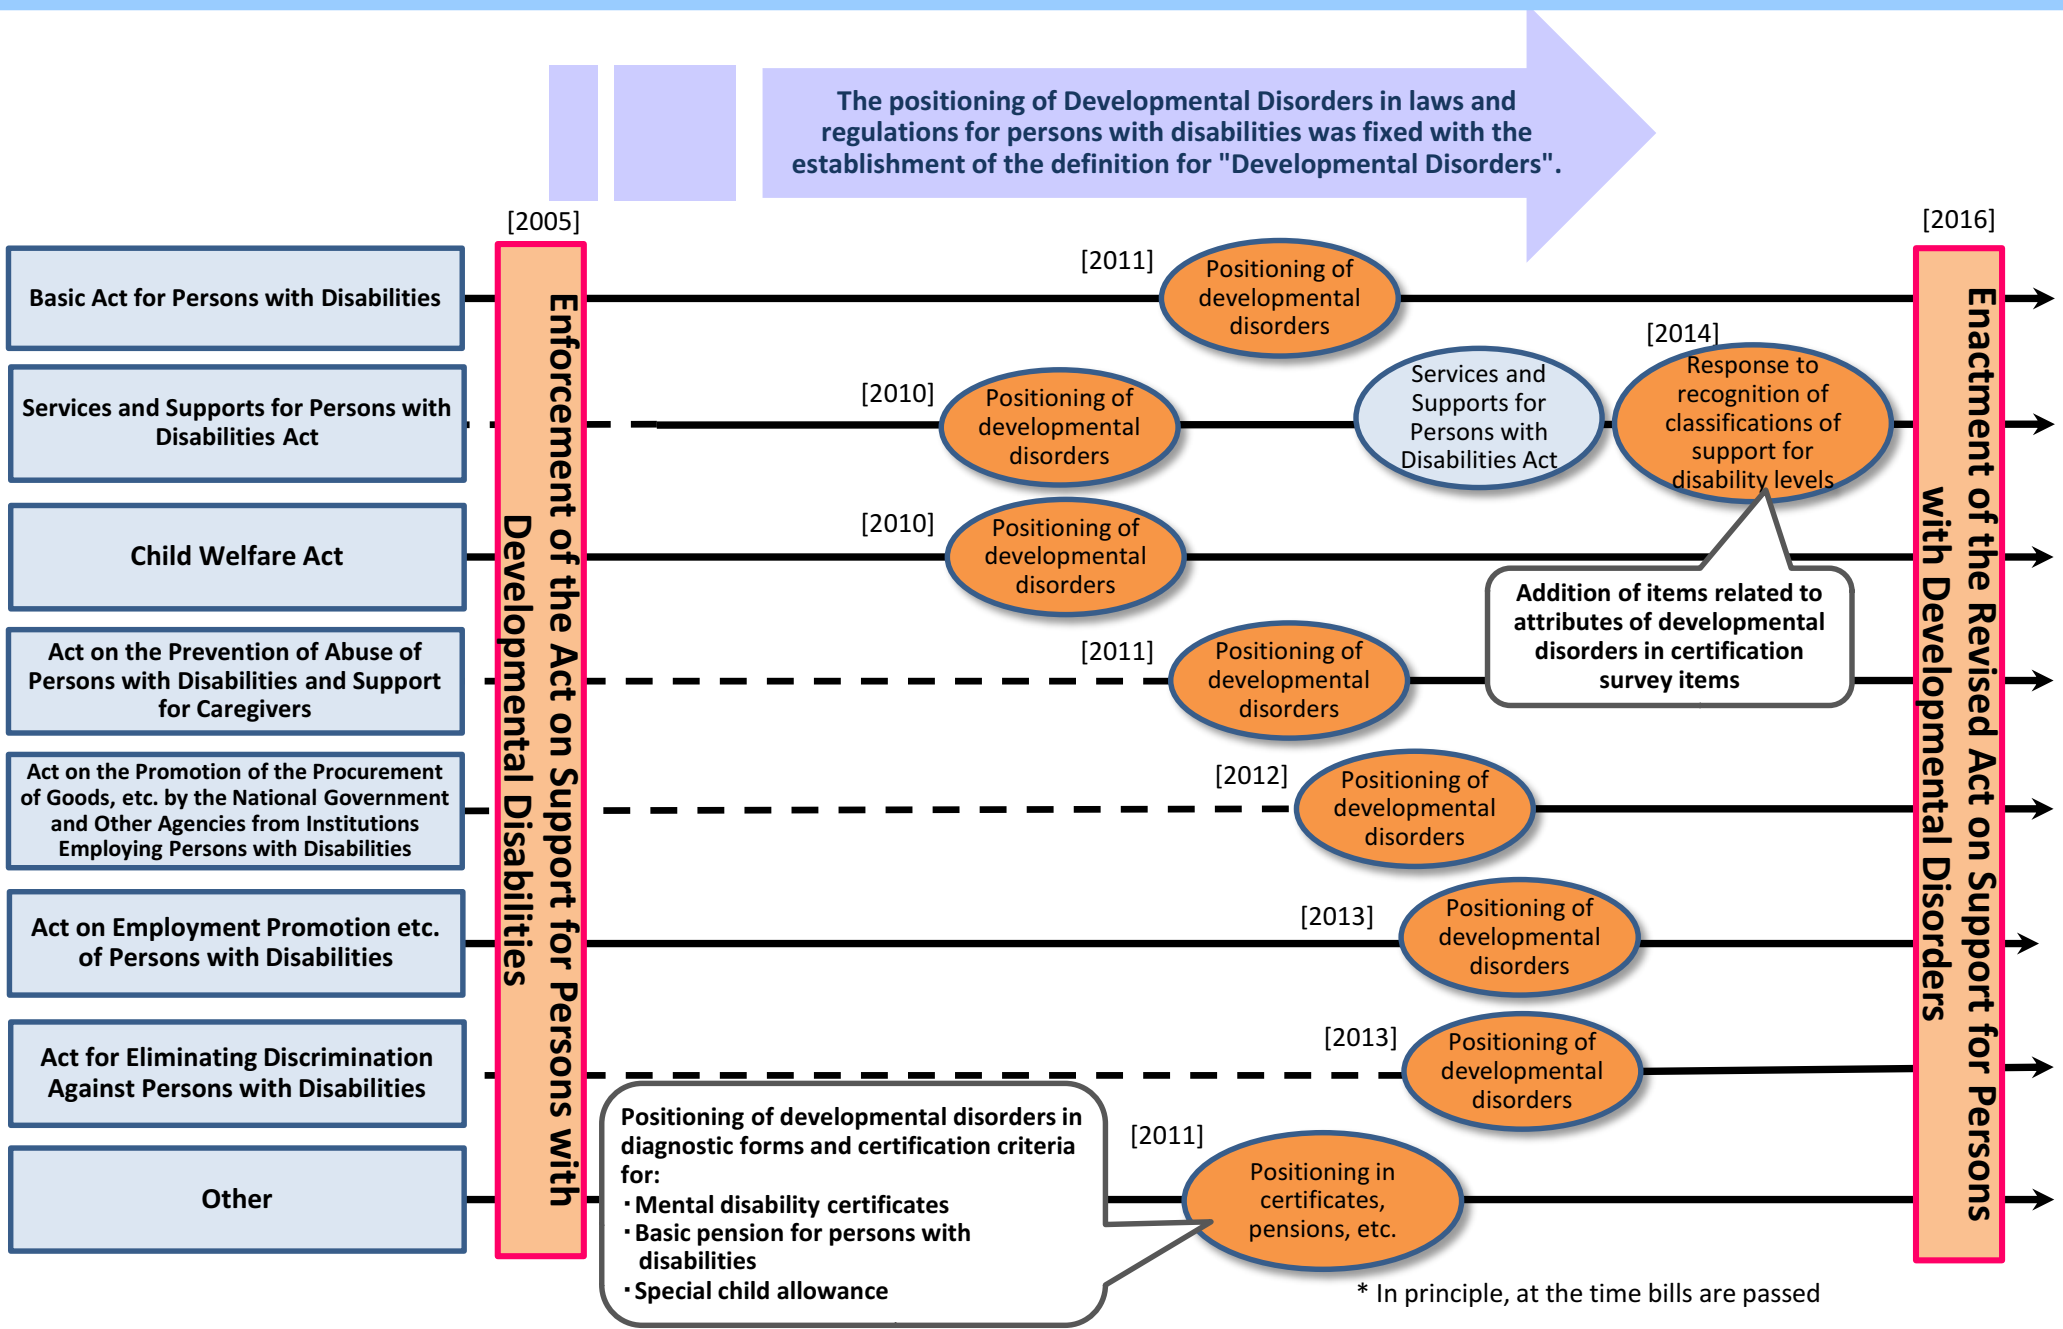 The positioning of Developmental Disorders in laws and
regulations for persons with disabilities was fixed with the
establishment of the definition for "Developmental Disorders".
[2005]
[2016]
Enforcement of the Act on Support for Persons with
Developmental Disabilities
Enactment of the Revised Act on Support for Persons
with Developmental Disorders
Basic Act for Persons with Disabilities
[2011]
Positioning of
developmental
disorders
Services and Supports for Persons with
Disabilities Act
[2010]
Positioning of
developmental
disorders
Services and
Supports for
Persons with
Disabilities Act
[2014]
Response to
recognition of
classifications of
support for
disability levels
Child Welfare Act
[2010]
Positioning of
developmental
disorders
Addition of items related to
attributes of developmental
disorders in certification
survey items
Act on the Prevention of Abuse of
Persons with Disabilities and Support
for Caregivers
[2011]
Positioning of
developmental
disorders
Act on the Promotion of the Procurement
of Goods, etc. by the National Government
and Other Agencies from Institutions
Employing Persons with Disabilities
[2012]
Positioning of
developmental
disorders
Act on Employment Promotion etc.
of Persons with Disabilities
[2013]
Positioning of
developmental
disorders
Act for Eliminating Discrimination
Against Persons with Disabilities
[2013]
Positioning of
developmental
disorders
Other
Positioning of developmental disorders in
diagnostic forms and certification criteria
for:
・Mental disability certificates
・Basic pension for persons with
disabilities
・Special child allowance
[2011]
Positioning in
certificates,
pensions, etc.
* In principle, at the time bills are passed